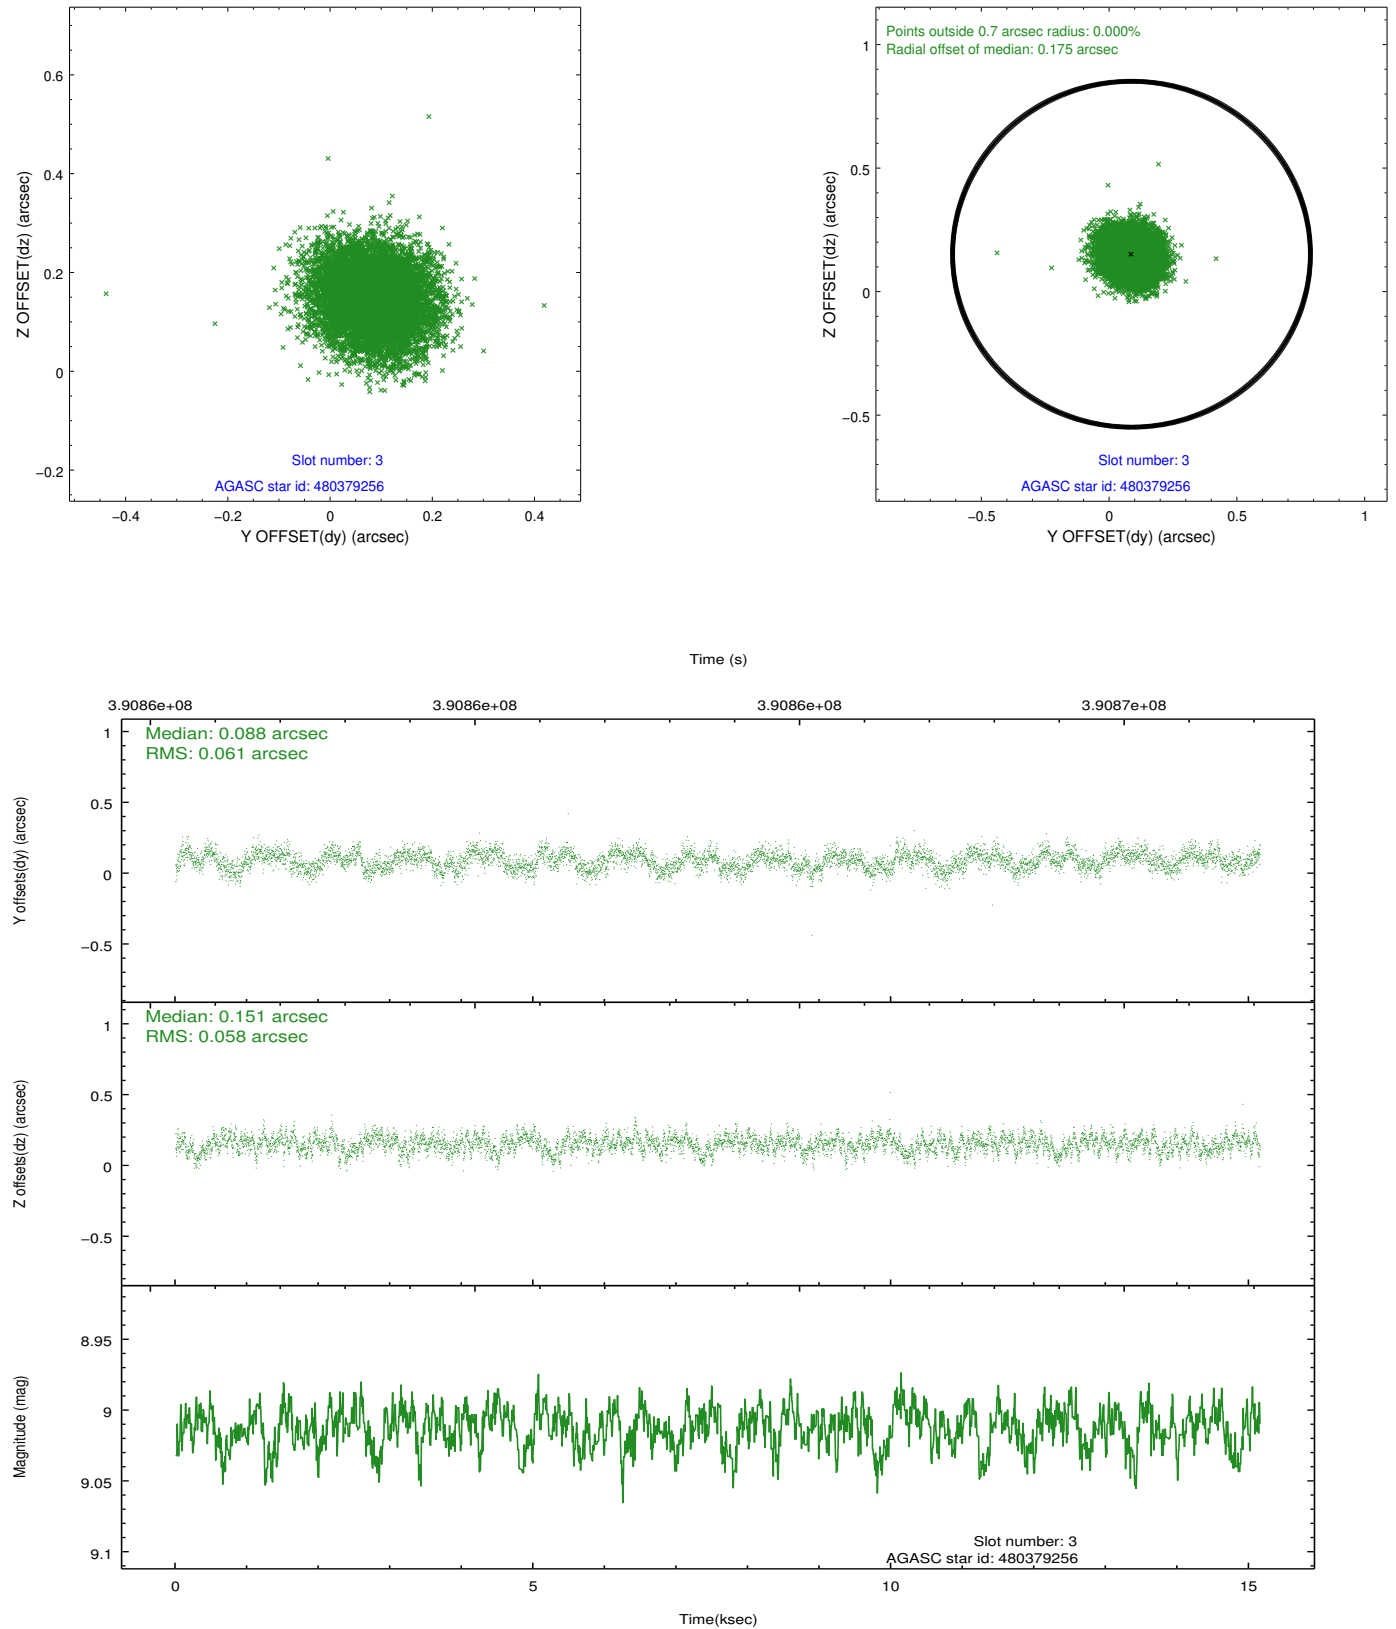 0.6
0.4
0.2
0
−0.2
Z OFFSET(dz) (arcsec)
Slot number: 3
AGASC star id: 480379256
−0.4
−0.2
0
0.2
0.4
Y OFFSET(dy) (arcsec)
Points outside 0.7 arcsec radius: 0.000%
Radial offset of median: 0.175 arcsec
1
0.5
0
−0.5
Z OFFSET(dz) (arcsec)
Slot number: 3
AGASC star id: 480379256
−0.5
0
0.5
1
Y OFFSET(dy) (arcsec)
Time (s)
3.9086e+08
3.9086e+08
3.9086e+08
3.9087e+08
Median: 0.088 arcsec
RMS: 0.061 arcsec
1
0.5
0
−0.5
Y offsets(dy) (arcsec)
Median: 0.151 arcsec
RMS: 0.058 arcsec
1
0.5
0
−0.5
Z offsets(dz) (arcsec)
8.95
9
9.05
9.1
Magnitude (mag)
Slot number: 3
AGASC star id: 480379256
0
5
10
15
Time(ksec)